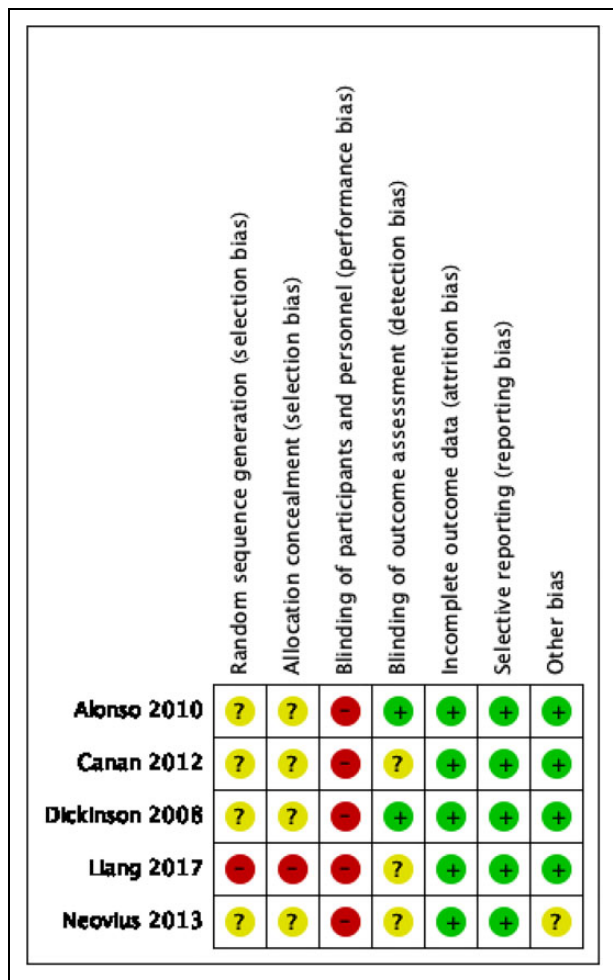 Random sequence generation (selection bias)
Allocation concealment (selection bias)
Blinding of participants and personnel (performance bias)
Blinding of outcome assessment (detection bias)
Incomplete outcome data (attrition bias)
Selective reporting (reporting bias)
Other bias
Alonso 2010 ? ? - + + + +
Canan 2012 ? ? - ? + + +
Dickinson 2008 ? ? - + + + +
Liang 2017 - - - ? + + +
Neovius 2013 ? ? - ? + + ?